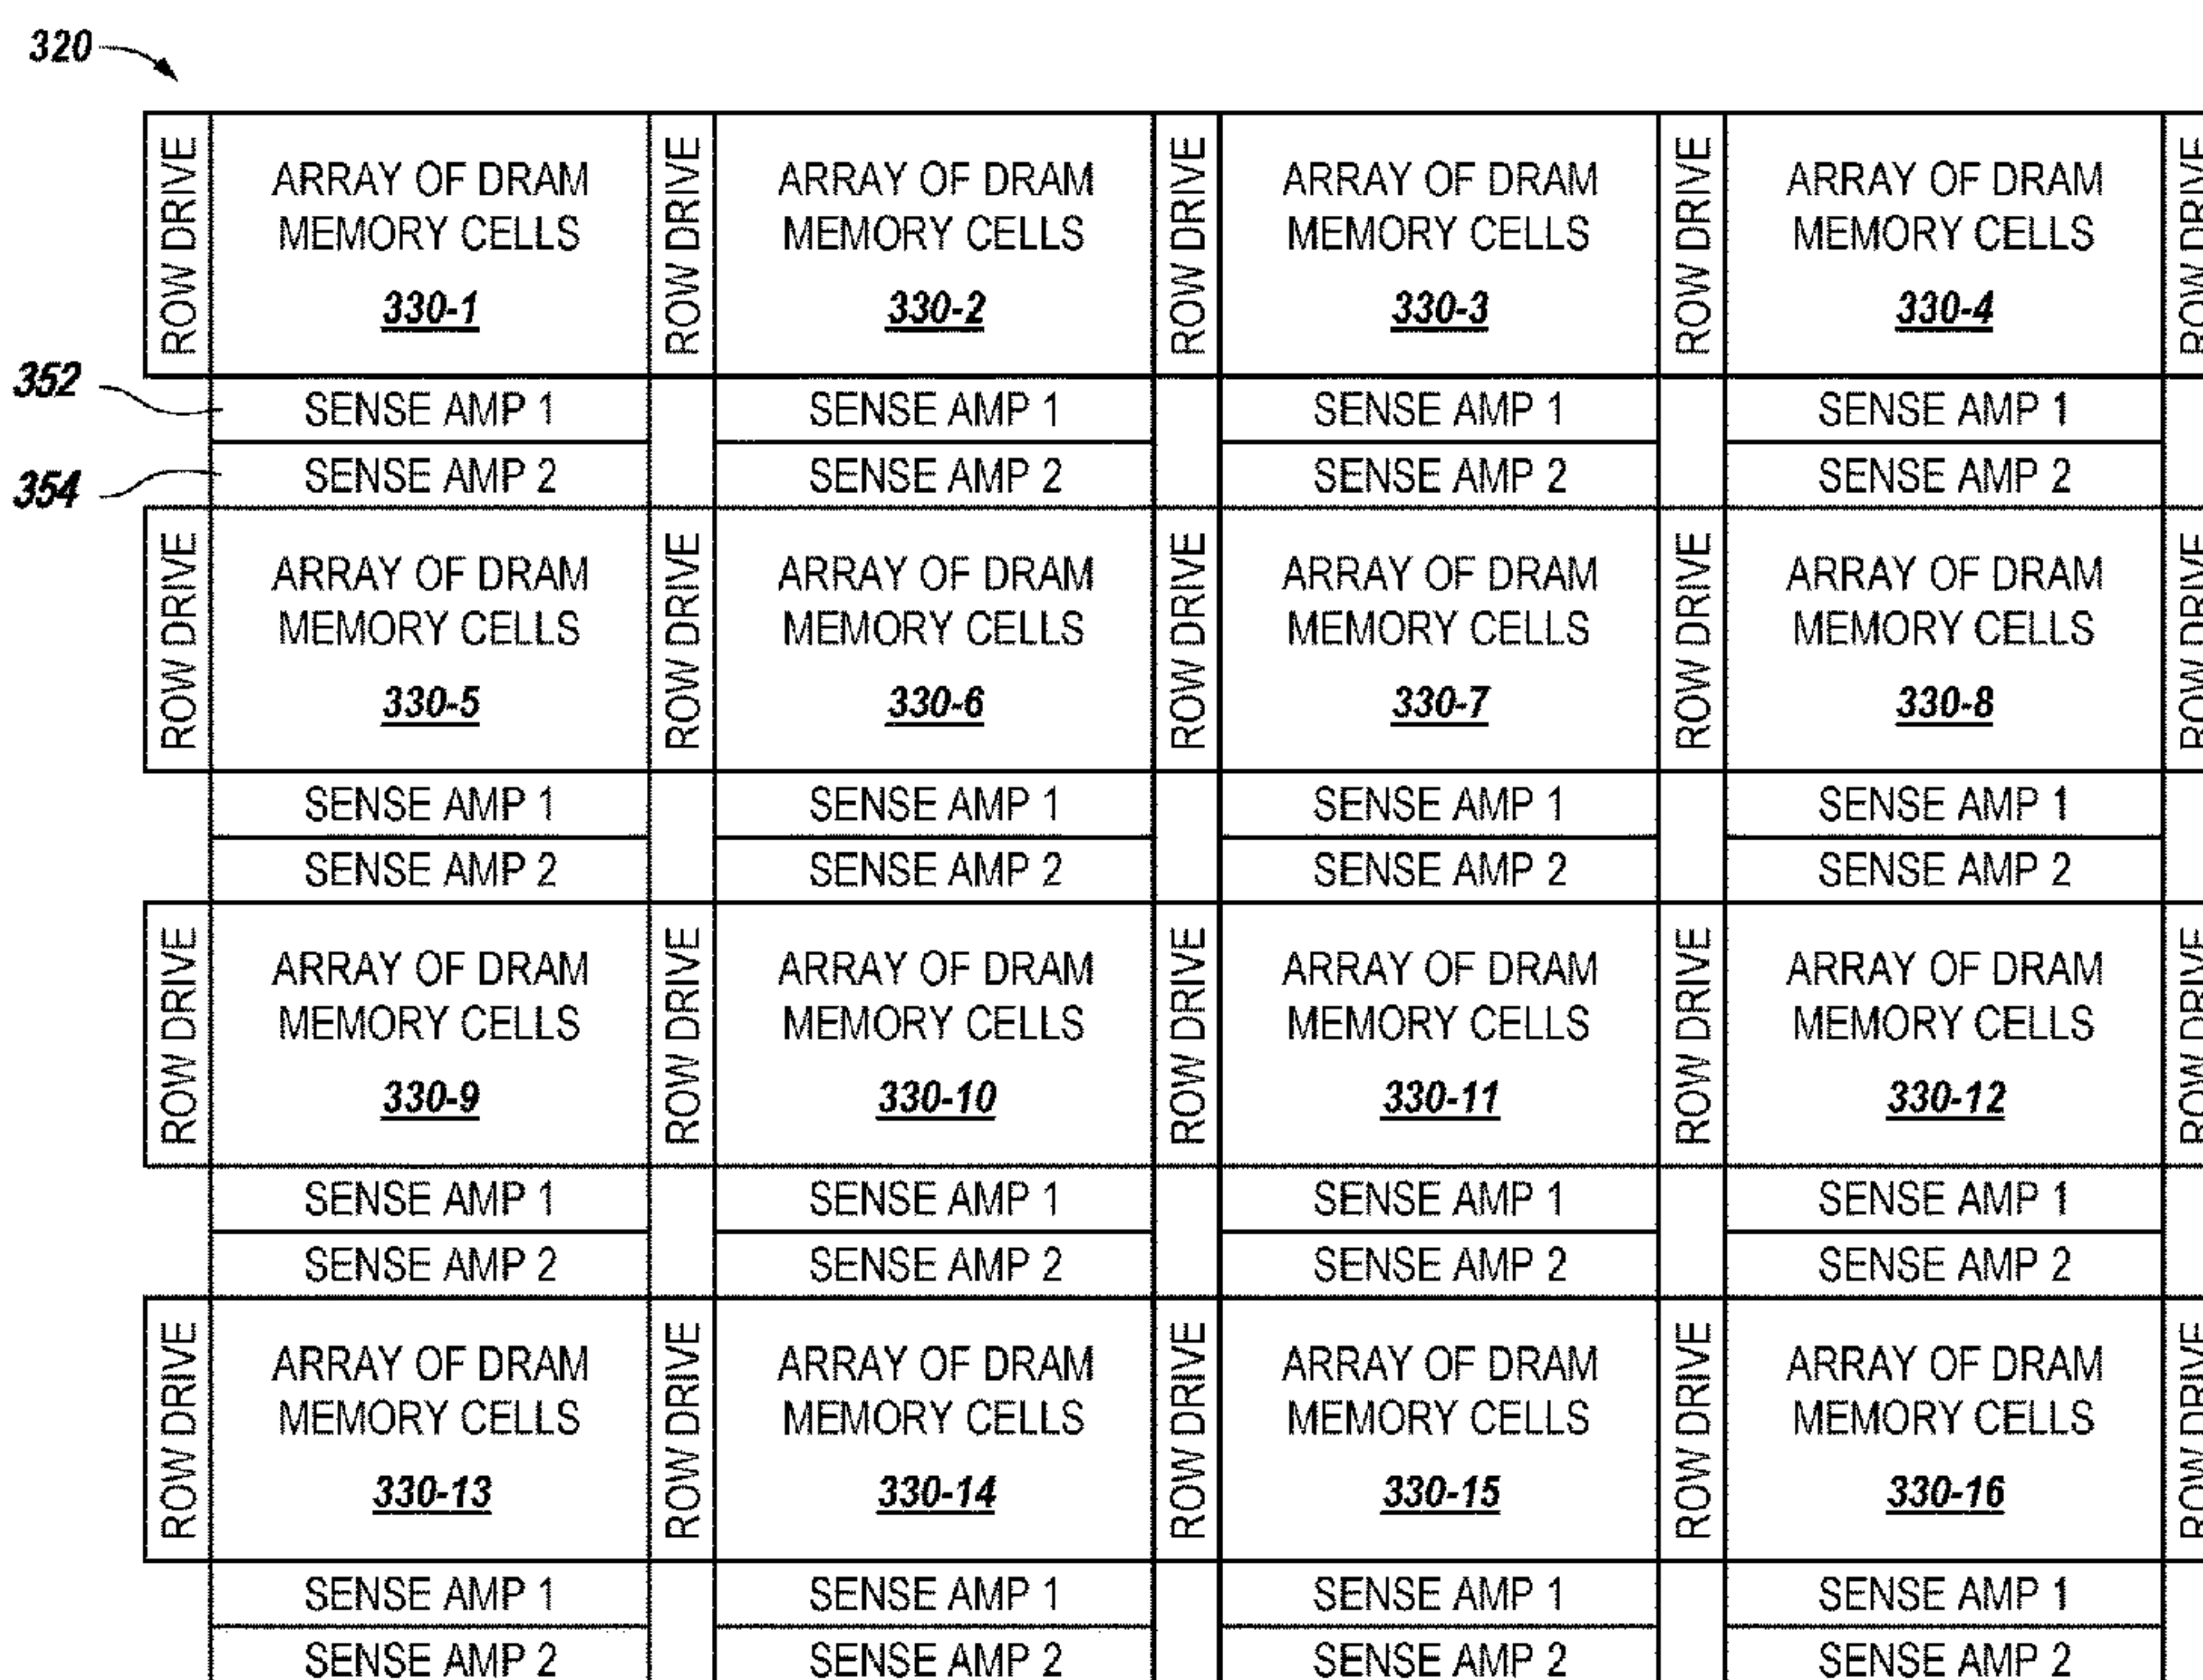 320
ROW DRIVE ARRAY OF DRAM ROW DRIVE ARRAY OF DRAM ROW DRIVE ARRAY OF DRAM ROW DRIVE ARRAY OF DRAM ROW DRIVE
MEMORY CELLS MEMORY CELLS MEMORY CELLS MEMORY CELLS
330-1 330-2 330-3 330-4
352 SENSE AMP 1 SENSE AMP 1 SENSE AMP 1 SENSE AMP 1
354 SENSE AMP 2 SENSE AMP 2 SENSE AMP 2 SENSE AMP 2
ROW DRIVE ARRAY OF DRAM ROW DRIVE ARRAY OF DRAM ROW DRIVE ARRAY OF DRAM ROW DRIVE ARRAY OF DRAM ROW DRIVE
MEMORY CELLS MEMORY CELLS MEMORY CELLS MEMORY CELLS
330-5 330-6 330-7 330-8
SENSE AMP 1 SENSE AMP 1 SENSE AMP 1 SENSE AMP 1
SENSE AMP 2 SENSE AMP 2 SENSE AMP 2 SENSE AMP 2
ROW DRIVE ARRAY OF DRAM ROW DRIVE ARRAY OF DRAM ROW DRIVE ARRAY OF DRAM ROW DRIVE ARRAY OF DRAM ROW DRIVE
MEMORY CELLS MEMORY CELLS MEMORY CELLS MEMORY CELLS
330-9 330-10 330-11 330-12
SENSE AMP 1 SENSE AMP 1 SENSE AMP 1 SENSE AMP 1
SENSE AMP 2 SENSE AMP 2 SENSE AMP 2 SENSE AMP 2
ROW DRIVE ARRAY OF DRAM ROW DRIVE ARRAY OF DRAM ROW DRIVE ARRAY OF DRAM ROW DRIVE ARRAY OF DRAM ROW DRIVE
MEMORY CELLS MEMORY CELLS MEMORY CELLS MEMORY CELLS
330-13 330-14 330-15 330-16
SENSE AMP 1 SENSE AMP 1 SENSE AMP 1 SENSE AMP 1
SENSE AMP 2 SENSE AMP 2 SENSE AMP 2 SENSE AMP 2